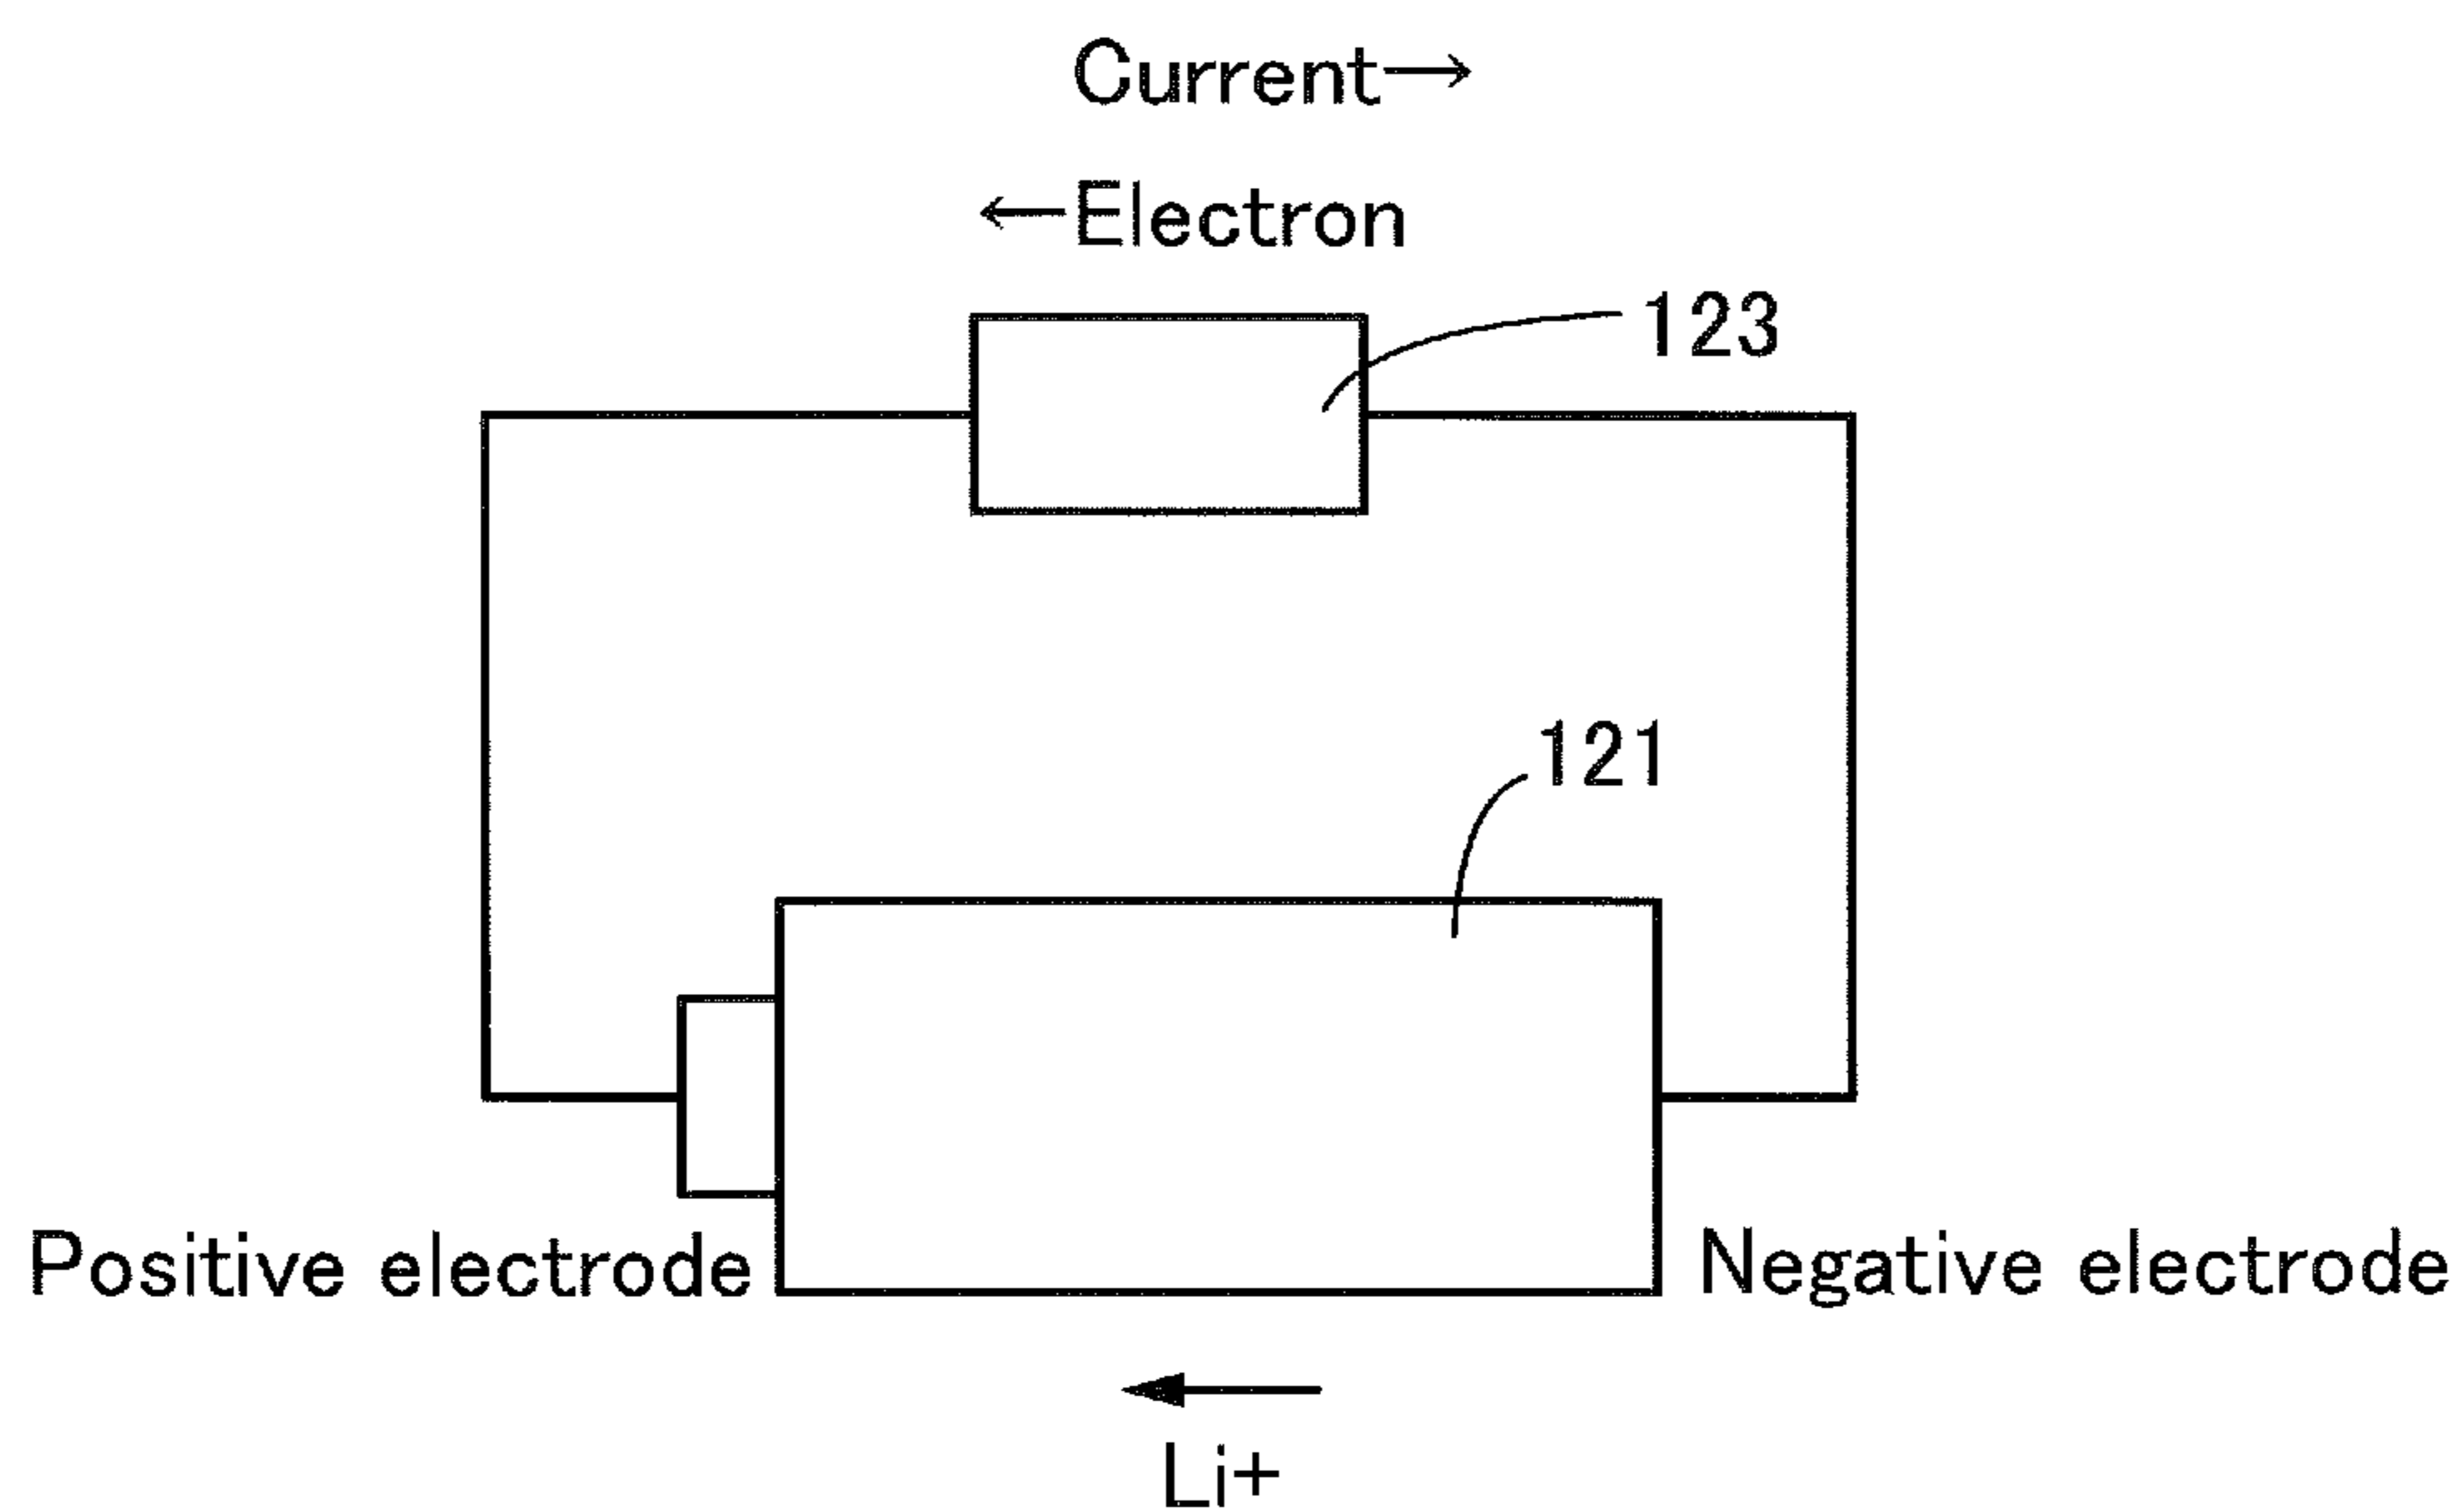 Current→
←Electron
123
121
Positive electrode
Negative electrode
Li+